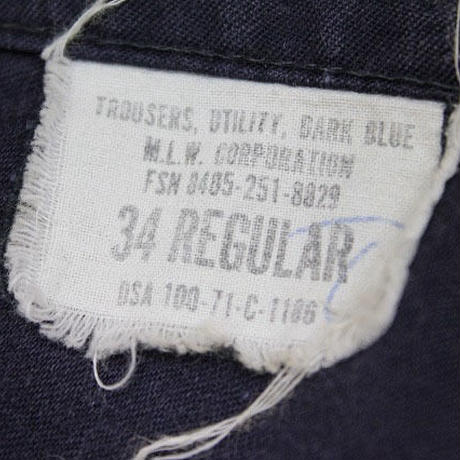 TROUSERS, UTILITY, DARK BLUE
M.L.W. CORPORATION
FSN 8405-251-8829
34 REGULAR
DSA 100-71-C-1186